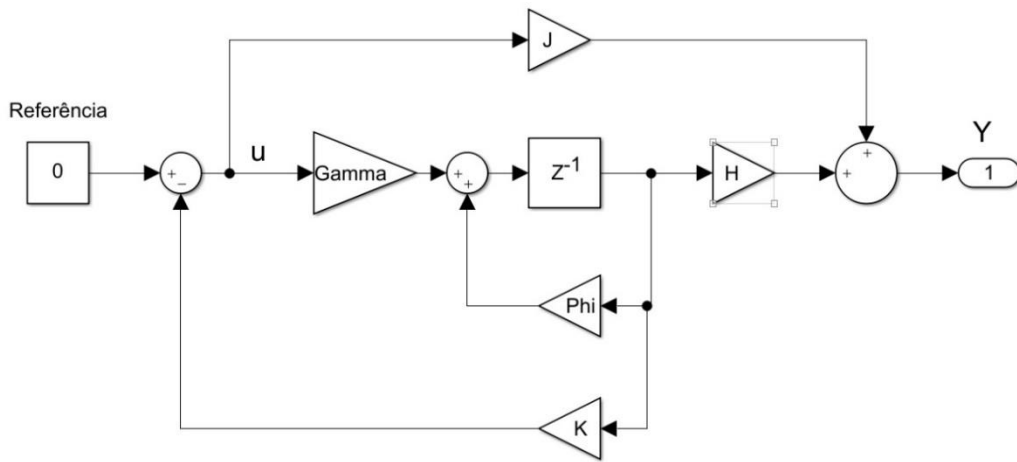 J
Referência
0
+
−
u
Gamma
+
+
Z-1
H
+
+
Y
1
Phi
K